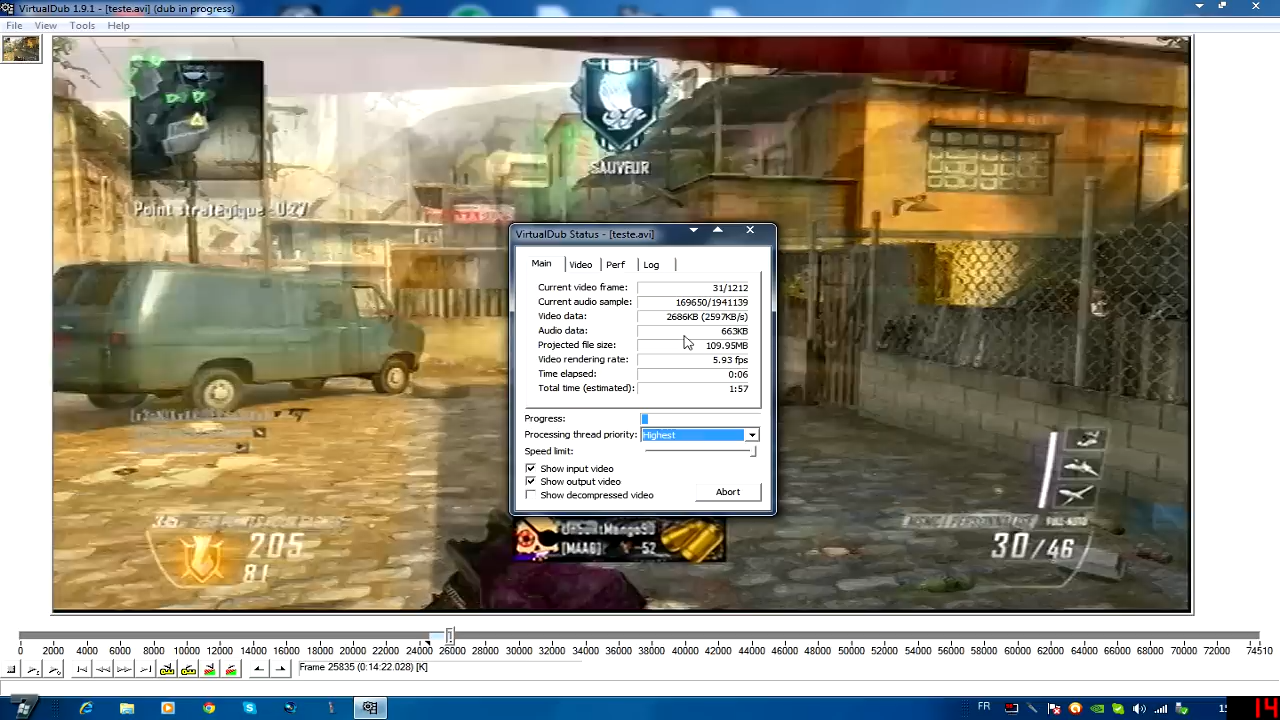 VirtualDub 1.9.1 - [teste.avi] (dub in progress)
File View Tools Help
SAUVEUR
Point stratégique - 0:27
VirtualDub Status - [teste.avi]
Main Video Perf Log
Current video frame: 31/1212
Current audio sample: 169650/1941139
Video data: 2686KB (2597KB/s)
Audio data: 663KB
Projected file size: 109.95MB
Video rendering rate: 5.93 fps
Time elapsed: 0:06
Total time (estimated): 1:57
Progress:
Processing thread priority: Highest
Speed limit:
Show input video
Show output video
Show decompressed video
Abort
205
81
[MAAG] 52
FULL-AUTO
30/46
0 2000 4000 6000 8000 10000 12000 14000 16000 18000 20000 22000 24000 26000 28000 30000 32000 34000 36000 38000 40000 42000 44000 46000 48000 50000 52000 54000 56000 58000 60000 62000 64000 66000 68000 70000 72000 74510
Frame 25835 (0:14:22.028) [K]
FR
14